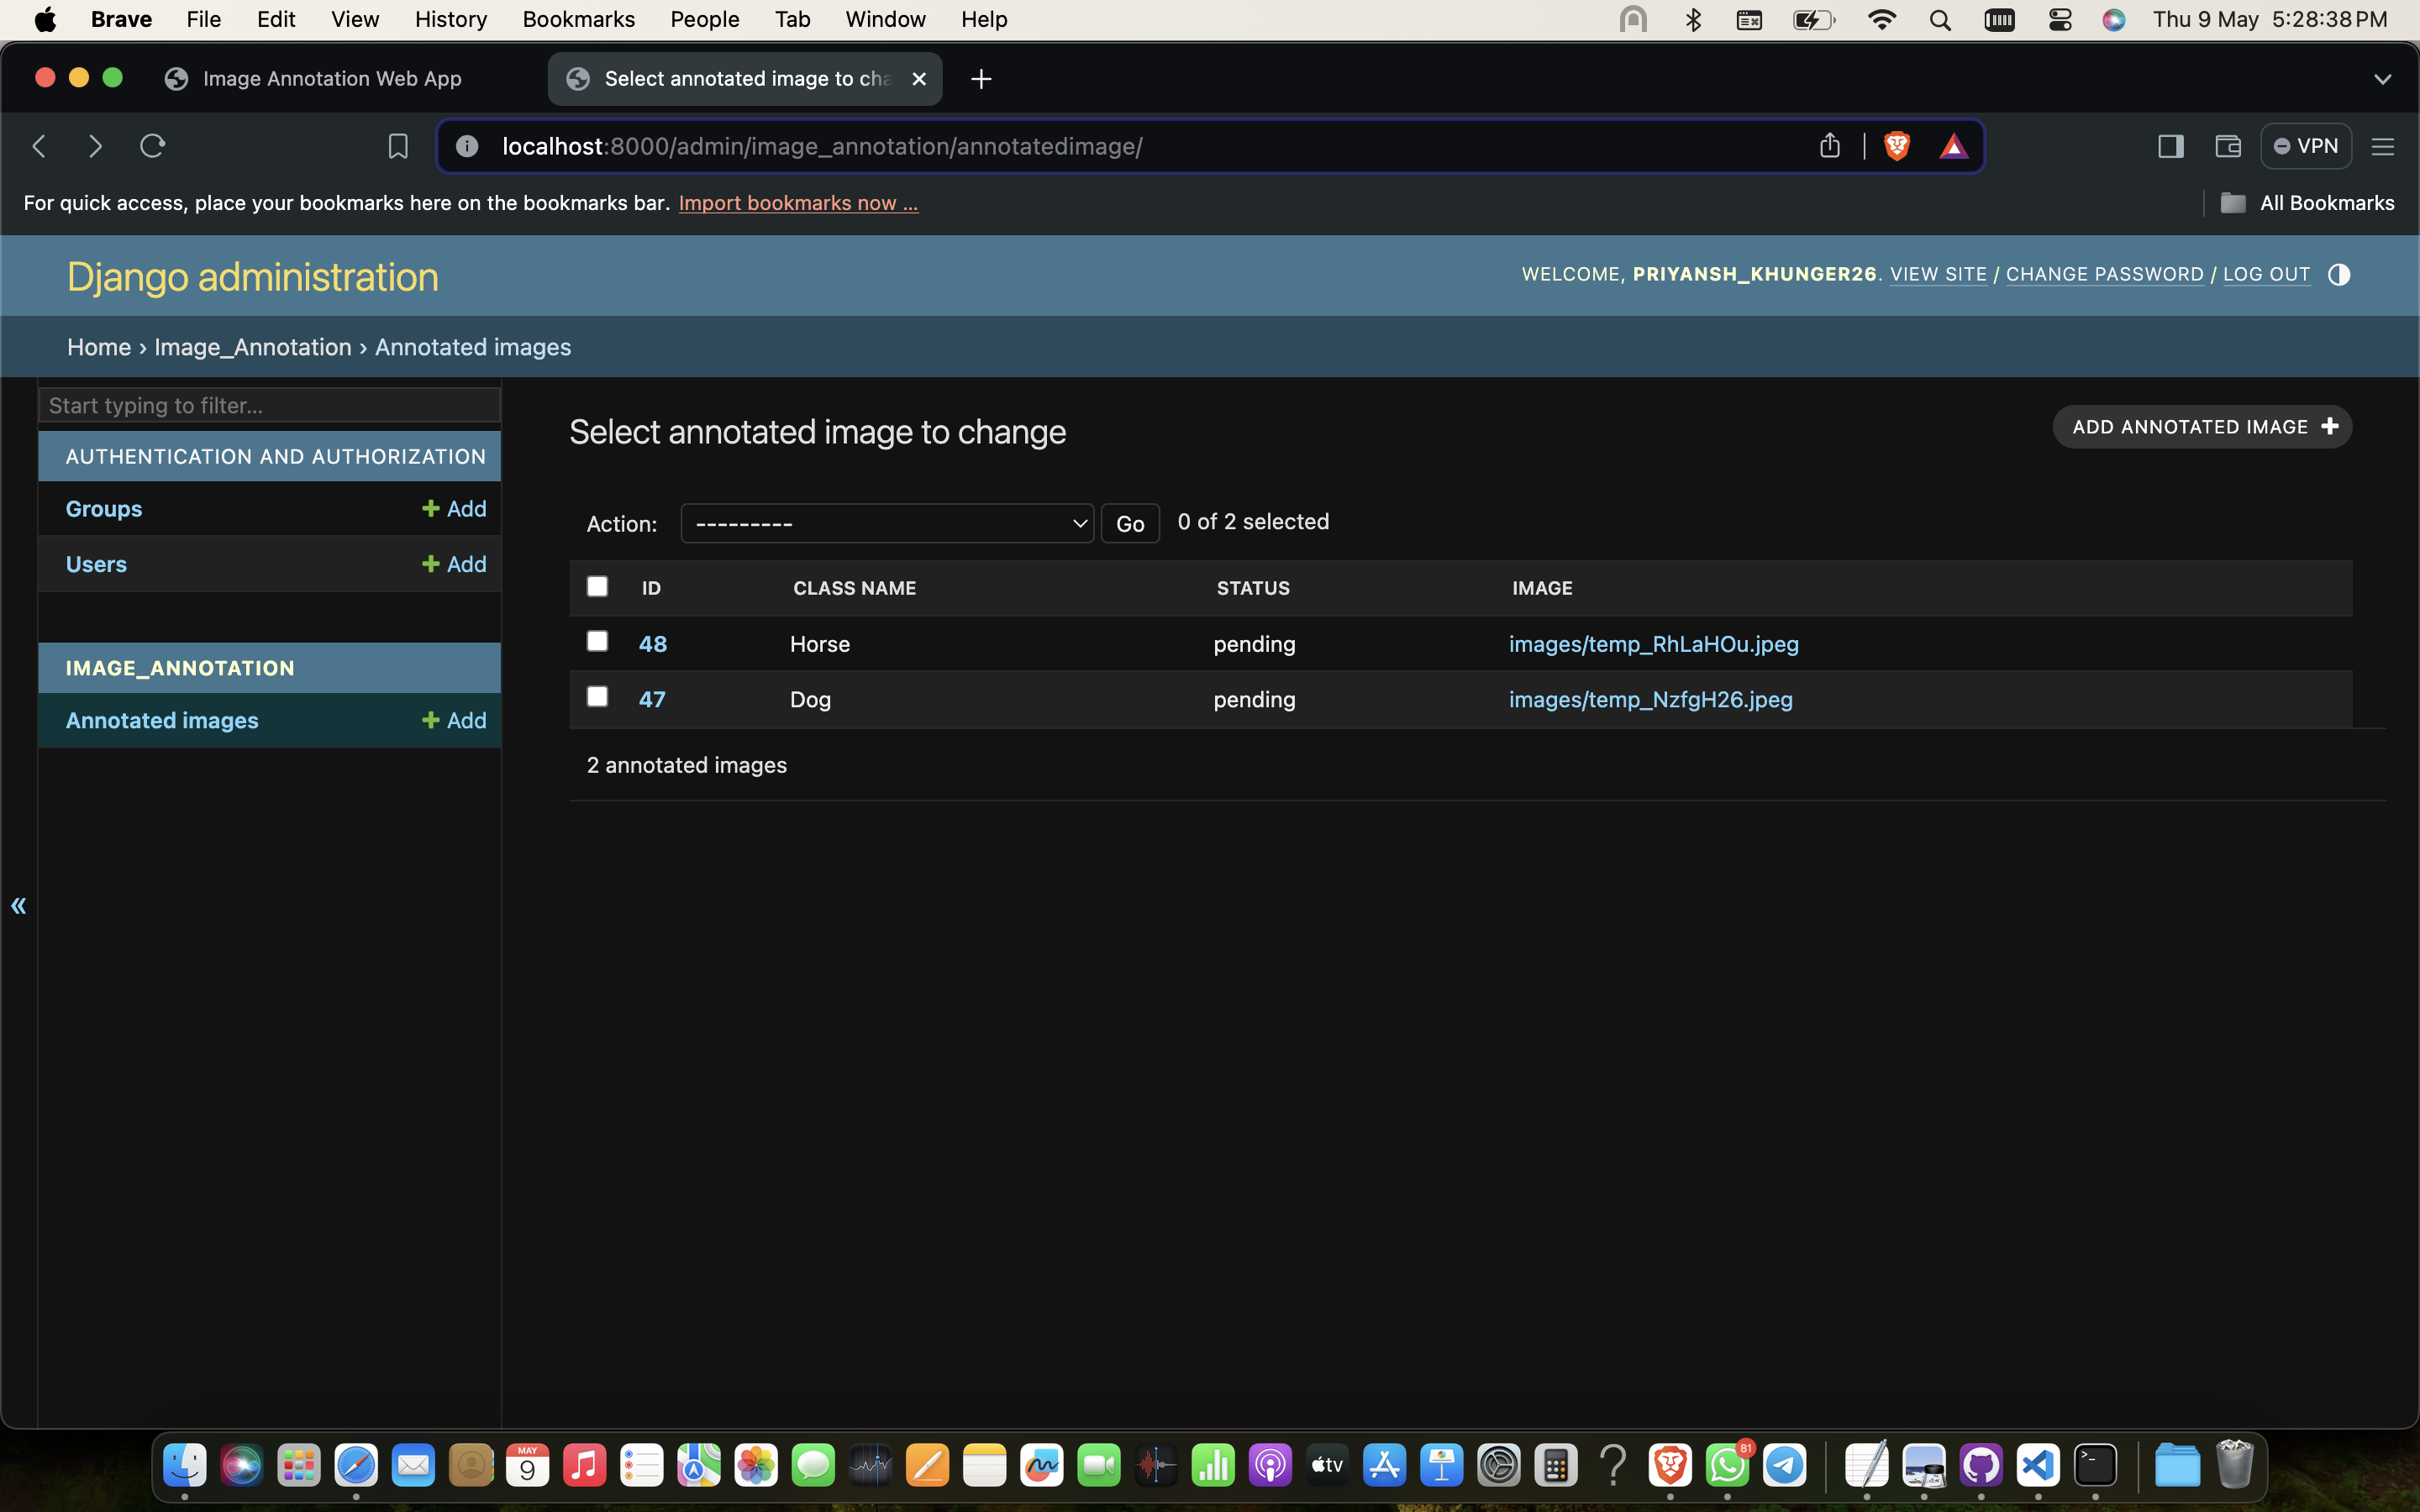 Brave File Edit View History Bookmarks People Tab Window Help Thu 9 May 5:28:38 PM
Image Annotation Web App Select annotated image to cha
localhost:8000/admin/image_annotation/annotatedimage/ VPN
For quick access, place your bookmarks here on the bookmarks bar. Import bookmarks now ... All Bookmarks
Django administration WELCOME, PRIYANSH_KHUNGER26. VIEW SITE / CHANGE PASSWORD / LOG OUT
Home › Image_Annotation › Annotated images
Start typing to filter...
AUTHENTICATION AND AUTHORIZATION
Groups + Add
Users + Add
IMAGE_ANNOTATION
Annotated images + Add
«
Select annotated image to change
ADD ANNOTATED IMAGE +
Action: --------- Go 0 of 2 selected
ID CLASS NAME STATUS IMAGE
48 Horse pending images/temp_RhLaHOu.jpeg
47 Dog pending images/temp_NzfgH26.jpeg
2 annotated images
MAY
9
tv
81
>_